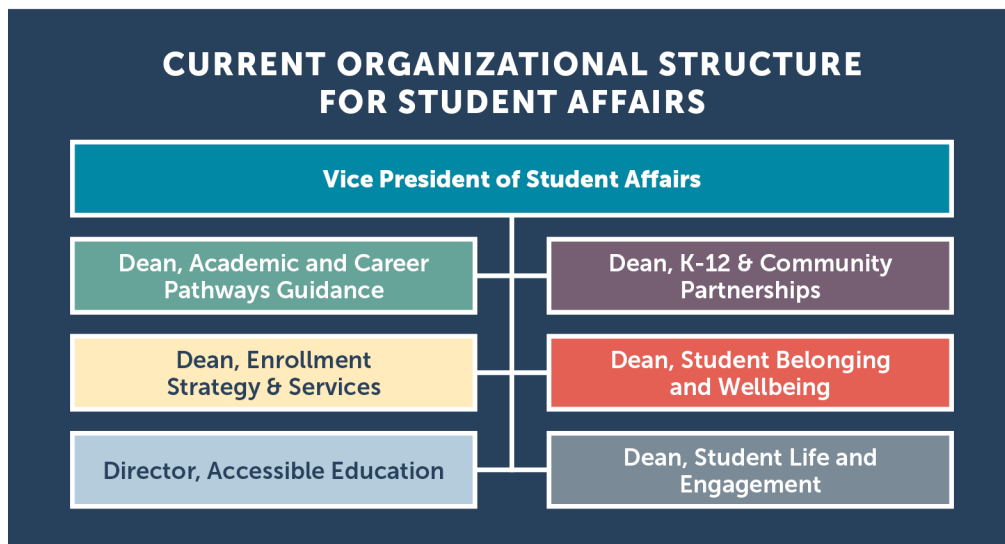 CURRENT ORGANIZATIONAL STRUCTURE
FOR STUDENT AFFAIRS
Vice President of Student Affairs
Dean, Academic and Career
Pathways Guidance
Dean, K-12 & Community
Partnerships
Dean, Enrollment
Strategy & Services
Dean, Student Belonging
and Wellbeing
Director, Accessible Education
Dean, Student Life and
Engagement